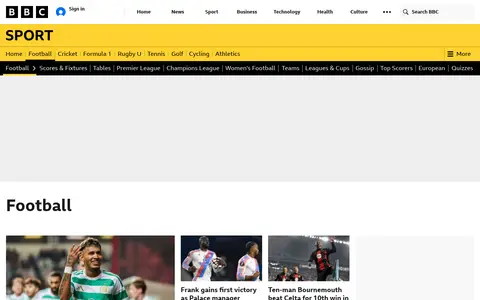 BBC Sign in Home News Sport Business Technology Health Culture Search BBC
SPORT
Home Football Cricket Formula 1 Rugby U Tennis Golf Cycling Athletics More
Football Scores & Fixtures Tables Premier League Champions League Women's Football Teams Leagues & Cups Gossip Top Scorers European Quizzes
Football
Frank gains first victory
as Palace manager
Ten-man Bournemouth
beat Celta for 10th win in